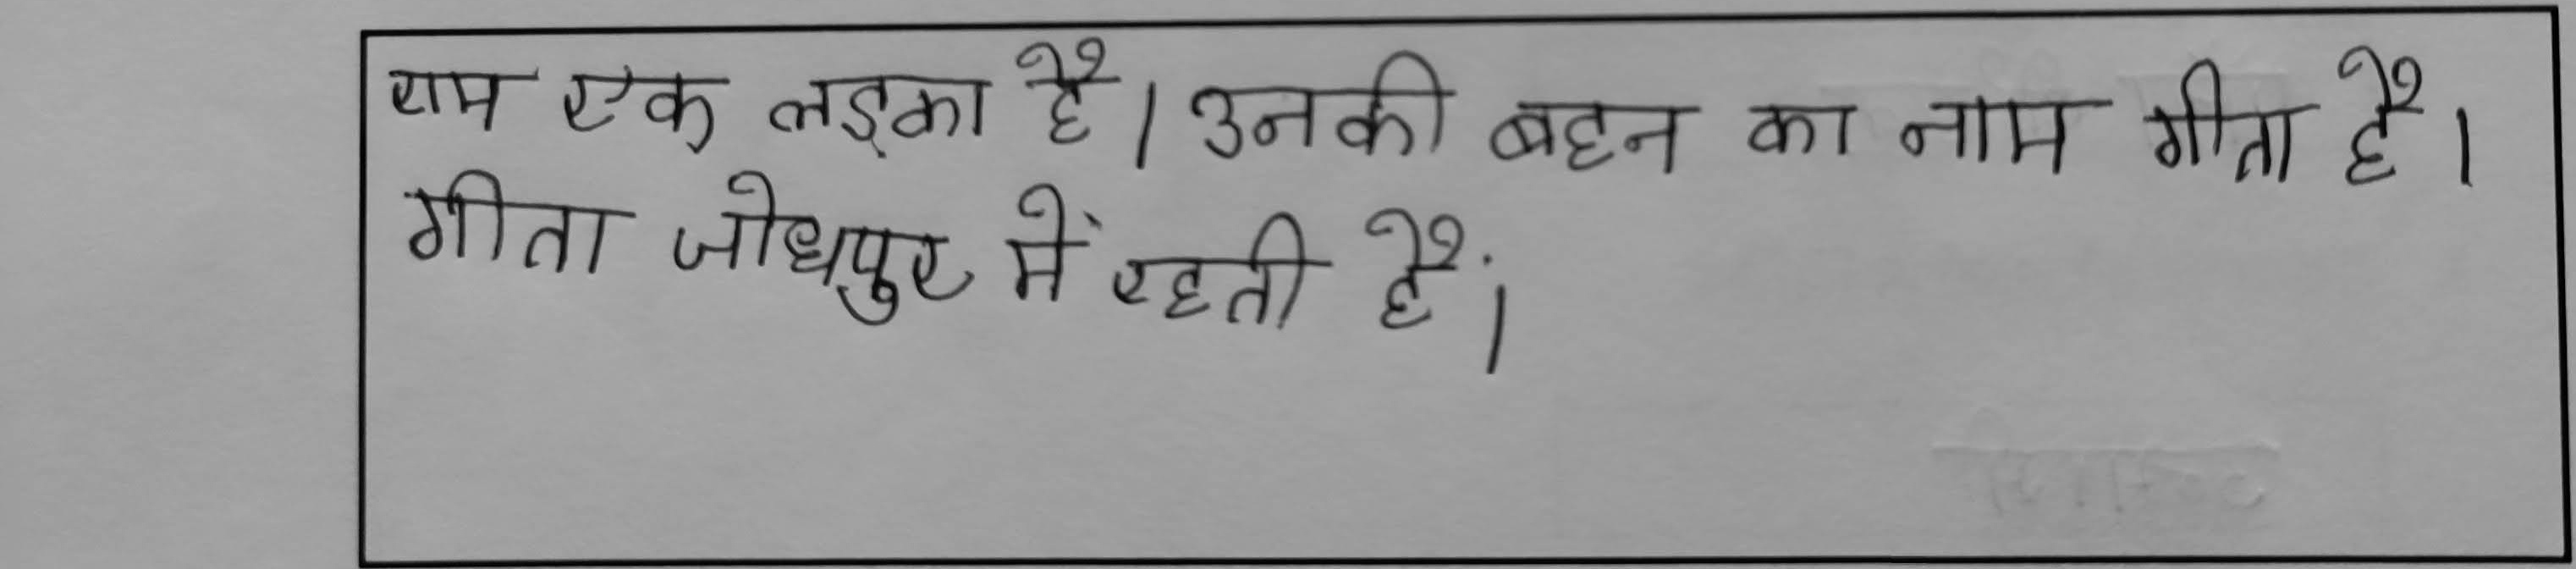 राम एक लड़का है। उनकी बहन का नाम गीता है।
गीता जोधपुर में रहती हैं।